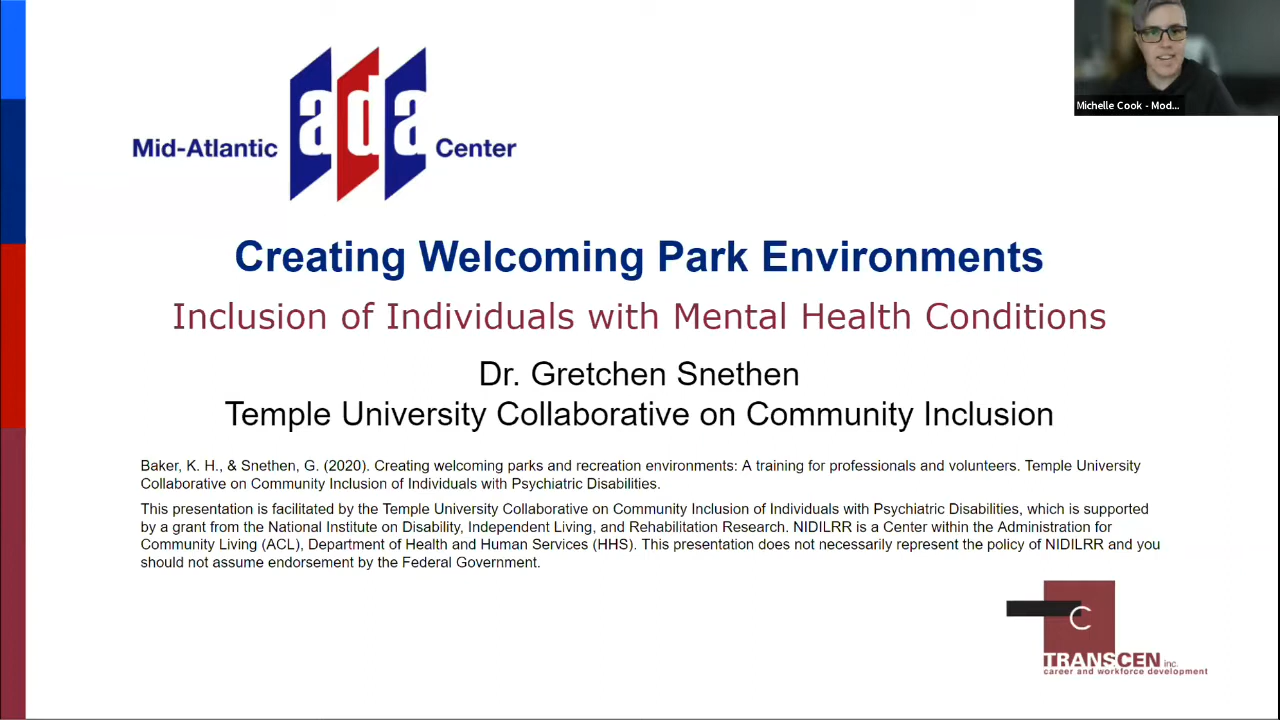 Michelle Cook - Mod...
Mid-Atlantic ada Center
Creating Welcoming Park Environments
Inclusion of Individuals with Mental Health Conditions
Dr. Gretchen Snethen
Temple University Collaborative on Community Inclusion
Baker, K. H., & Snethen, G. (2020). Creating welcoming parks and recreation environments: A training for professionals and volunteers. Temple University
Collaborative on Community Inclusion of Individuals with Psychiatric Disabilities.
This presentation is facilitated by the Temple University Collaborative on Community Inclusion of Individuals with Psychiatric Disabilities, which is supported
by a grant from the National Institute on Disability, Independent Living, and Rehabilitation Research. NIDILRR is a Center within the Administration for
Community Living (ACL), Department of Health and Human Services (HHS). This presentation does not necessarily represent the policy of NIDILRR and you
should not assume endorsement by the Federal Government.
C
TRANSCEN inc.
career and workforce development